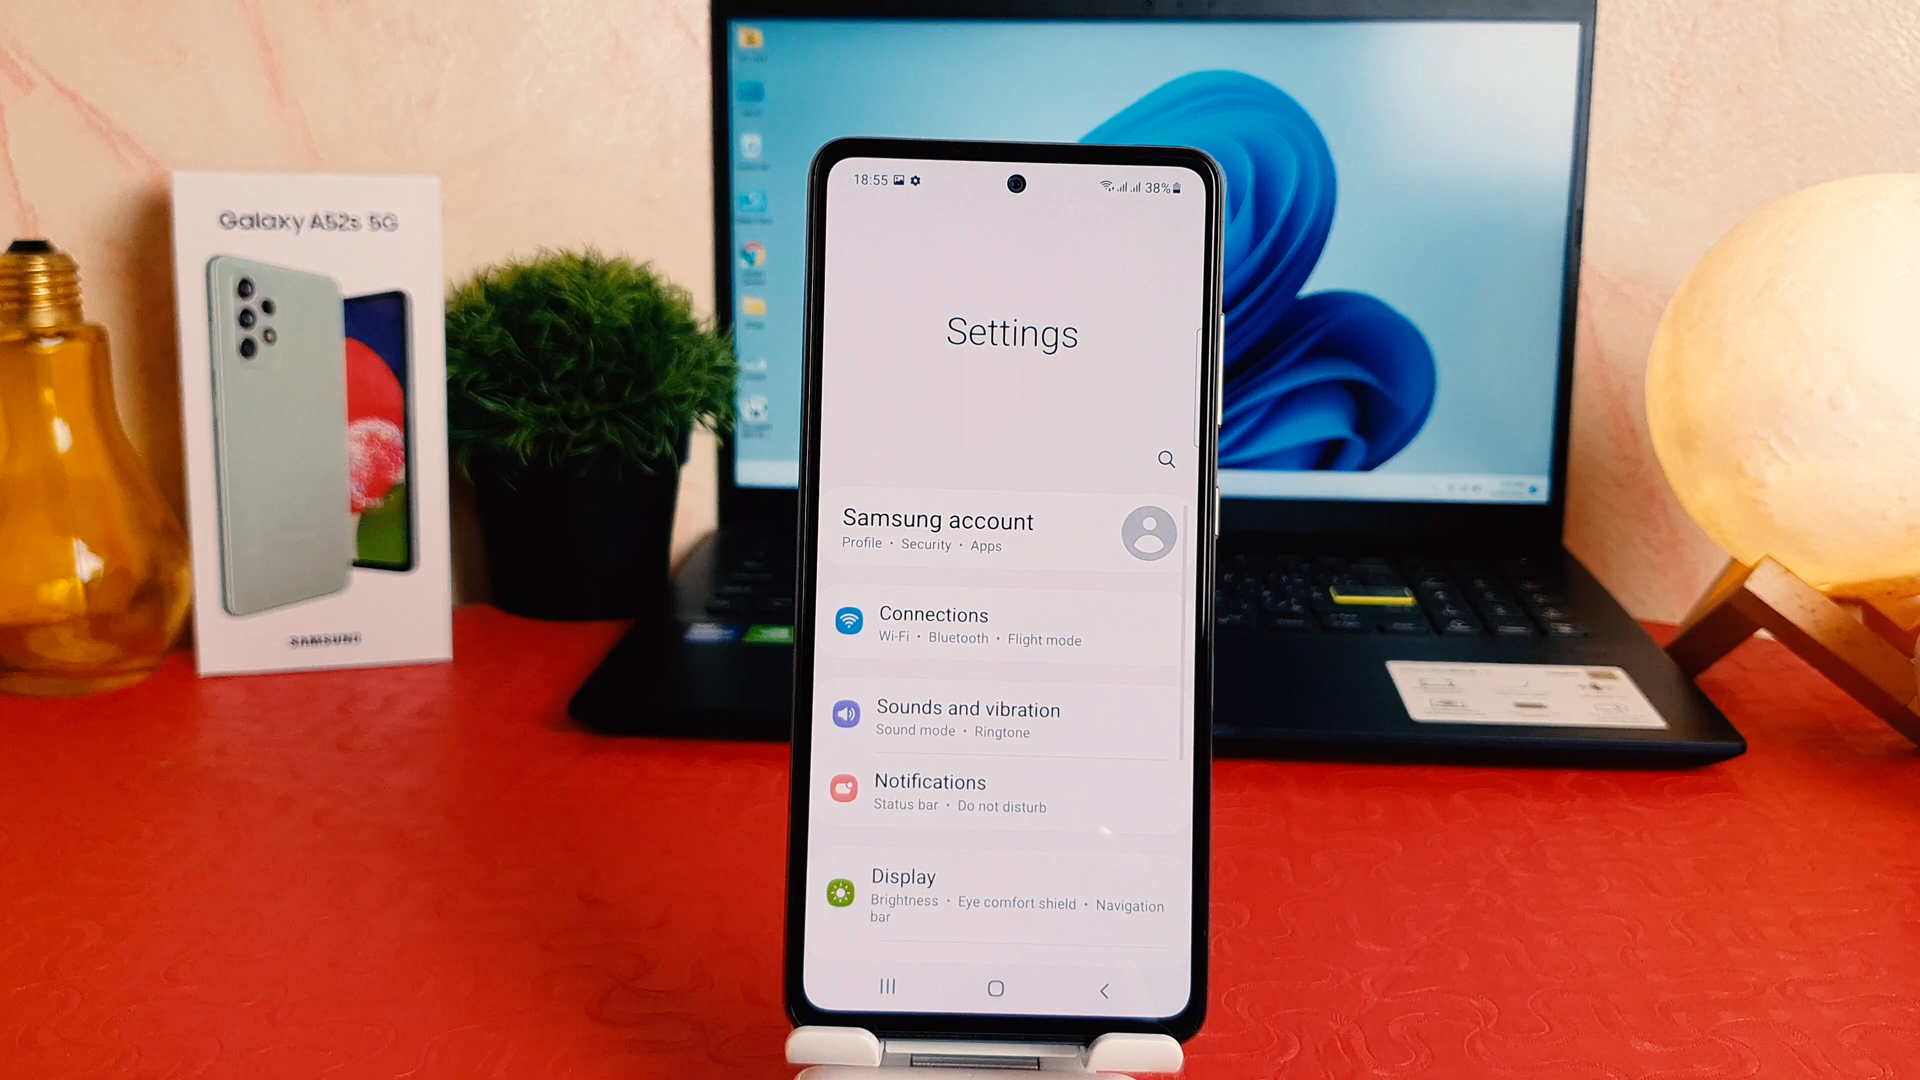 Galaxy A52s 5G
SAMSUNG
18:55
38%
Settings
Samsung account
Profile • Security • Apps
Connections
Wi-Fi • Bluetooth • Flight mode
Sounds and vibration
Sound mode • Ringtone
Notifications
Status bar • Do not disturb
Display
Brightness • Eye comfort shield • Navigation
bar